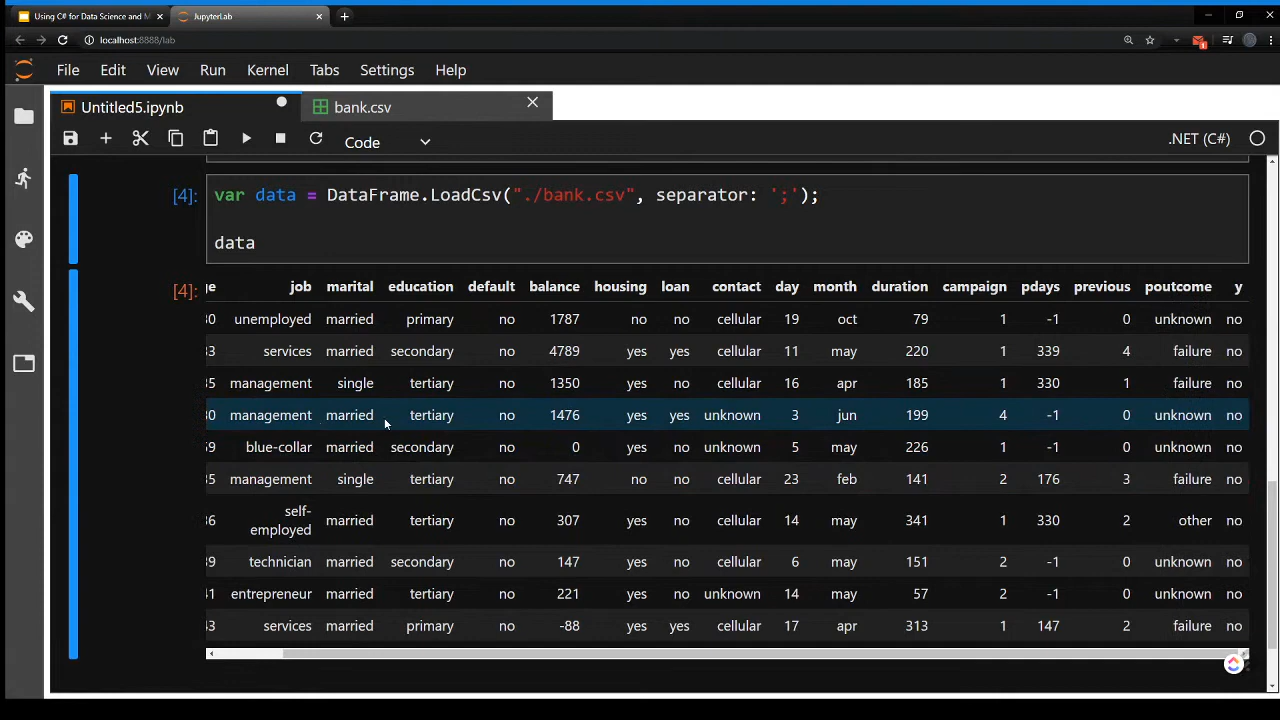 Using C# for Data Science and M
JupyterLab
localhost:8888/lab
File Edit View Run Kernel Tabs Settings Help
Untitled5.ipynb
bank.csv
Code
.NET (C#)
[4]:
var data = DataFrame.LoadCsv("./bank.csv", separator: ';');
data
[4]:
job marital education default balance housing loan contact day month duration campaign pdays previous poutcome y
unemployed married primary no 1787 no no cellular 19 oct 79 1 -1 0 unknown no
services married secondary no 4789 yes yes cellular 11 may 220 1 339 4 failure no
management single tertiary no 1350 yes no cellular 16 apr 185 1 330 1 failure no
management married tertiary no 1476 yes yes unknown 3 jun 199 4 -1 0 unknown no
blue-collar married secondary no 0 yes no unknown 5 may 226 1 -1 0 unknown no
management single tertiary no 747 no no cellular 23 feb 141 2 176 3 failure no
self-employed married tertiary no 307 yes no cellular 14 may 341 1 330 2 other no
technician married secondary no 147 yes no cellular 6 may 151 2 -1 0 unknown no
entrepreneur married tertiary no 221 yes no unknown 14 may 57 2 -1 0 unknown no
services married primary no -88 yes yes cellular 17 apr 313 1 147 2 failure no